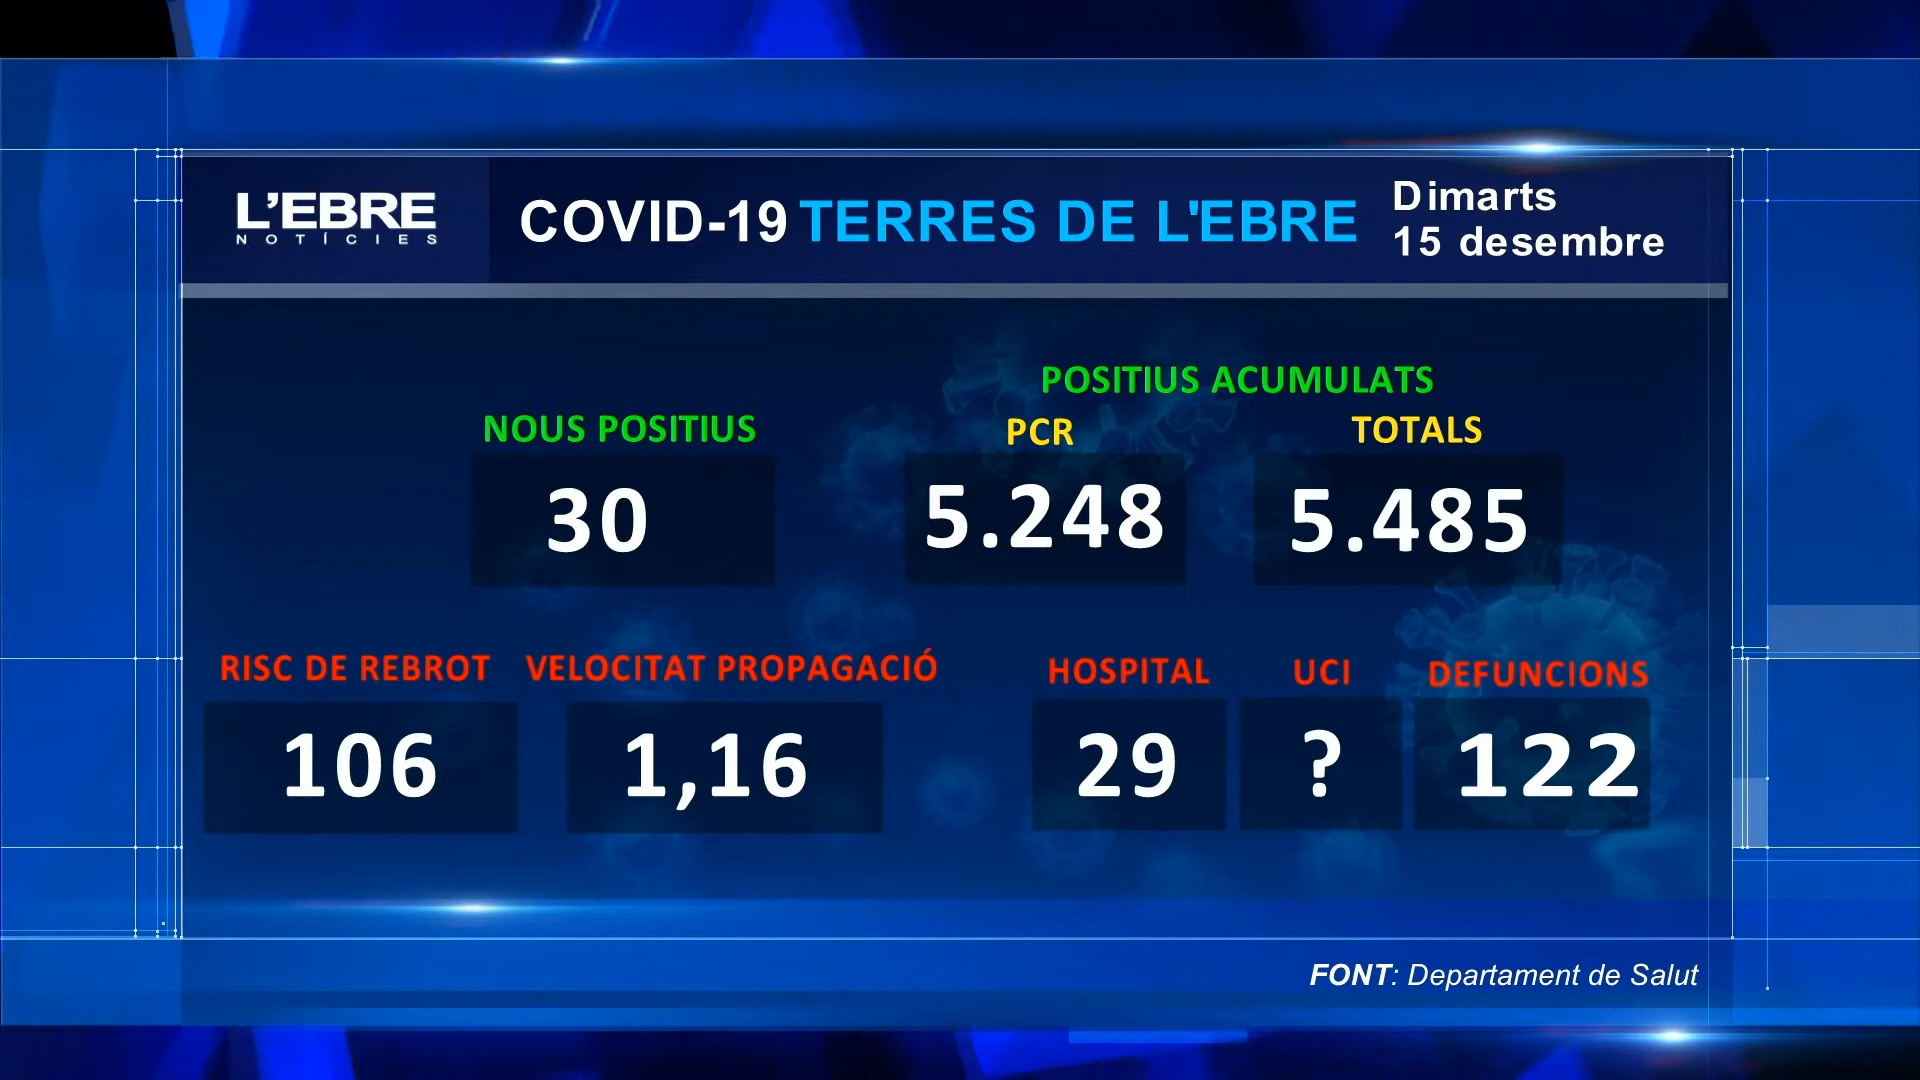 L'EBRE
NOTÍCIES
COVID-19 TERRES DE L'EBRE
Dimarts
15 desembre
POSITIUS ACUMULATS
NOUS POSITIUS
PCR
TOTALS
30
5.248
5.485
RISC DE REBROT
VELOCITAT PROPAGACIÓ
HOSPITAL
UCI
DEFUNCIONS
106
1,16
29
?
122
FONT: Departament de Salut